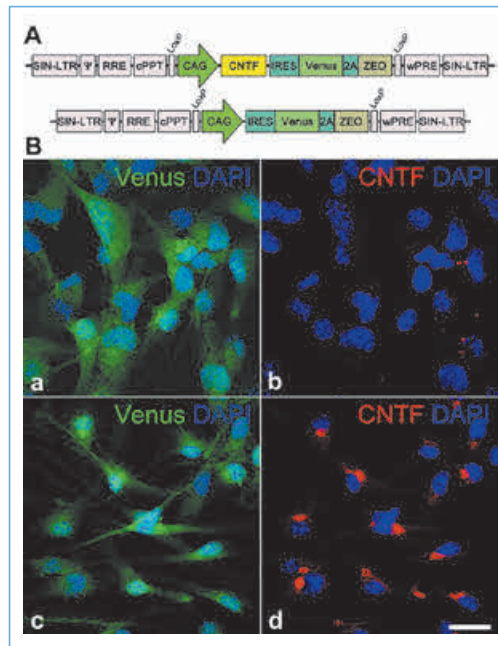 A
LoxP LoxP
SIN-LTR Ψ RRE cPPT CAG CNTF IRES Venus 2A ZEO wPRE SIN-LTR
LoxP LoxP
SIN-LTR Ψ RRE cPPT CAG IRES Venus 2A ZEO wPRE SIN-LTR
B
Venus DAPI CNTF DAPI
a b
Venus DAPI CNTF DAPI
c d